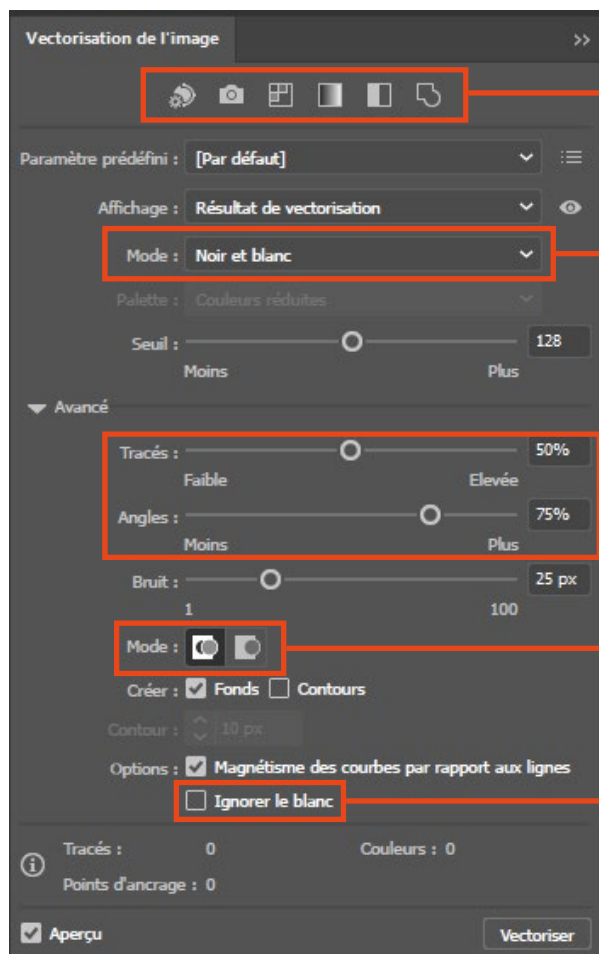 Vectorisation de l'image >>
Paramètre prédéfini : [Par défaut]
Affichage : Résultat de vectorisation
Mode : Noir et blanc
Palette : Couleurs réduites
Seuil : 128
Moins Plus
Avancé
Tracés : 50%
Faible Elevée
Angles : 75%
Moins Plus
Bruit : 25 px
1 100
Mode :
Créer : Fonds Contours
Contour : 10 px
Options : Magnétisme des courbes par rapport aux lignes
Ignorer le blanc
Tracés : 0 Couleurs : 0
Points d'ancrage : 0
Aperçu Vectoriser